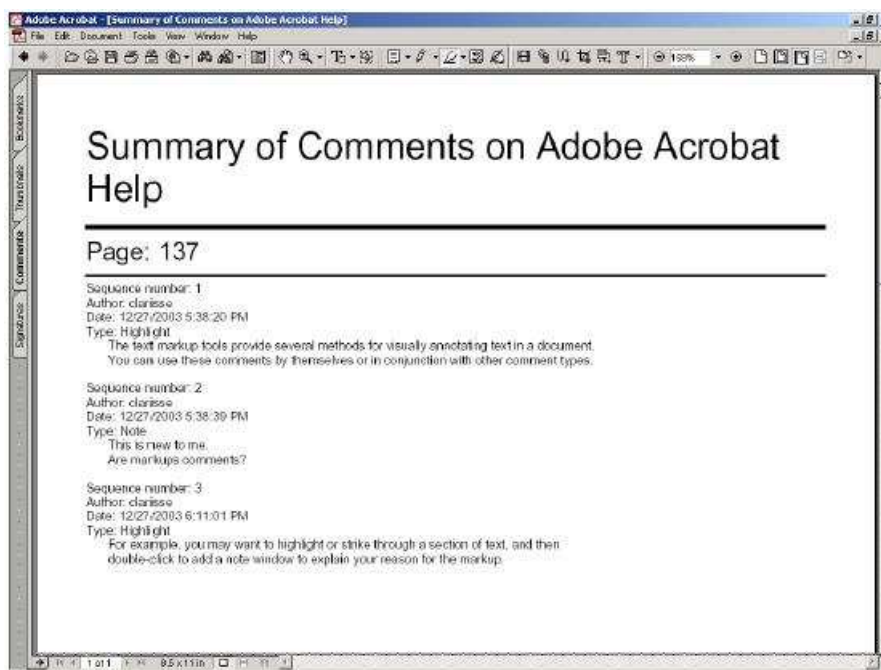 Adobe Acrobat - [Summary of Comments on Adobe Acrobat Help]
File Edit Document Tools View Window Help
168%
Bookmarks
Thumbnails
Comments
Signatures
Summary of Comments on Adobe Acrobat
Help
Page: 137
Sequence number: 1
Author: clarisse
Date: 12/27/2003 5:38:20 PM
Type: Highlight
The text markup tools provide several methods for visually annotating text in a document.
You can use these comments by themselves or in conjunction with other comment types.
Sequence number: 2
Author: clarisse
Date: 12/27/2003 5:38:39 PM
Type: Note
This is new to me.
Are markups comments?
Sequence number: 3
Author: clarisse
Date: 12/27/2003 6:11:01 PM
Type: Highlight
For example, you may want to highlight or strike through a section of text, and then
double-click to add a note window to explain your reason for the markup.
1 of 1 8.5 x 11 in